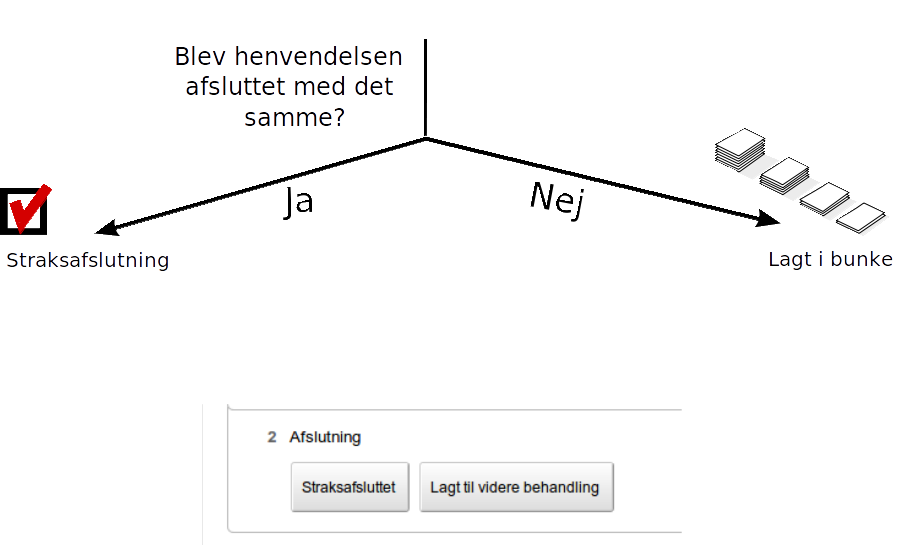 Blev henvendelsen
afsluttet med det
samme?
Ja
Nej
Straksafslutning
Lagt i bunke
2 Afslutning
Straksafsluttet
Lagt til videre behandling